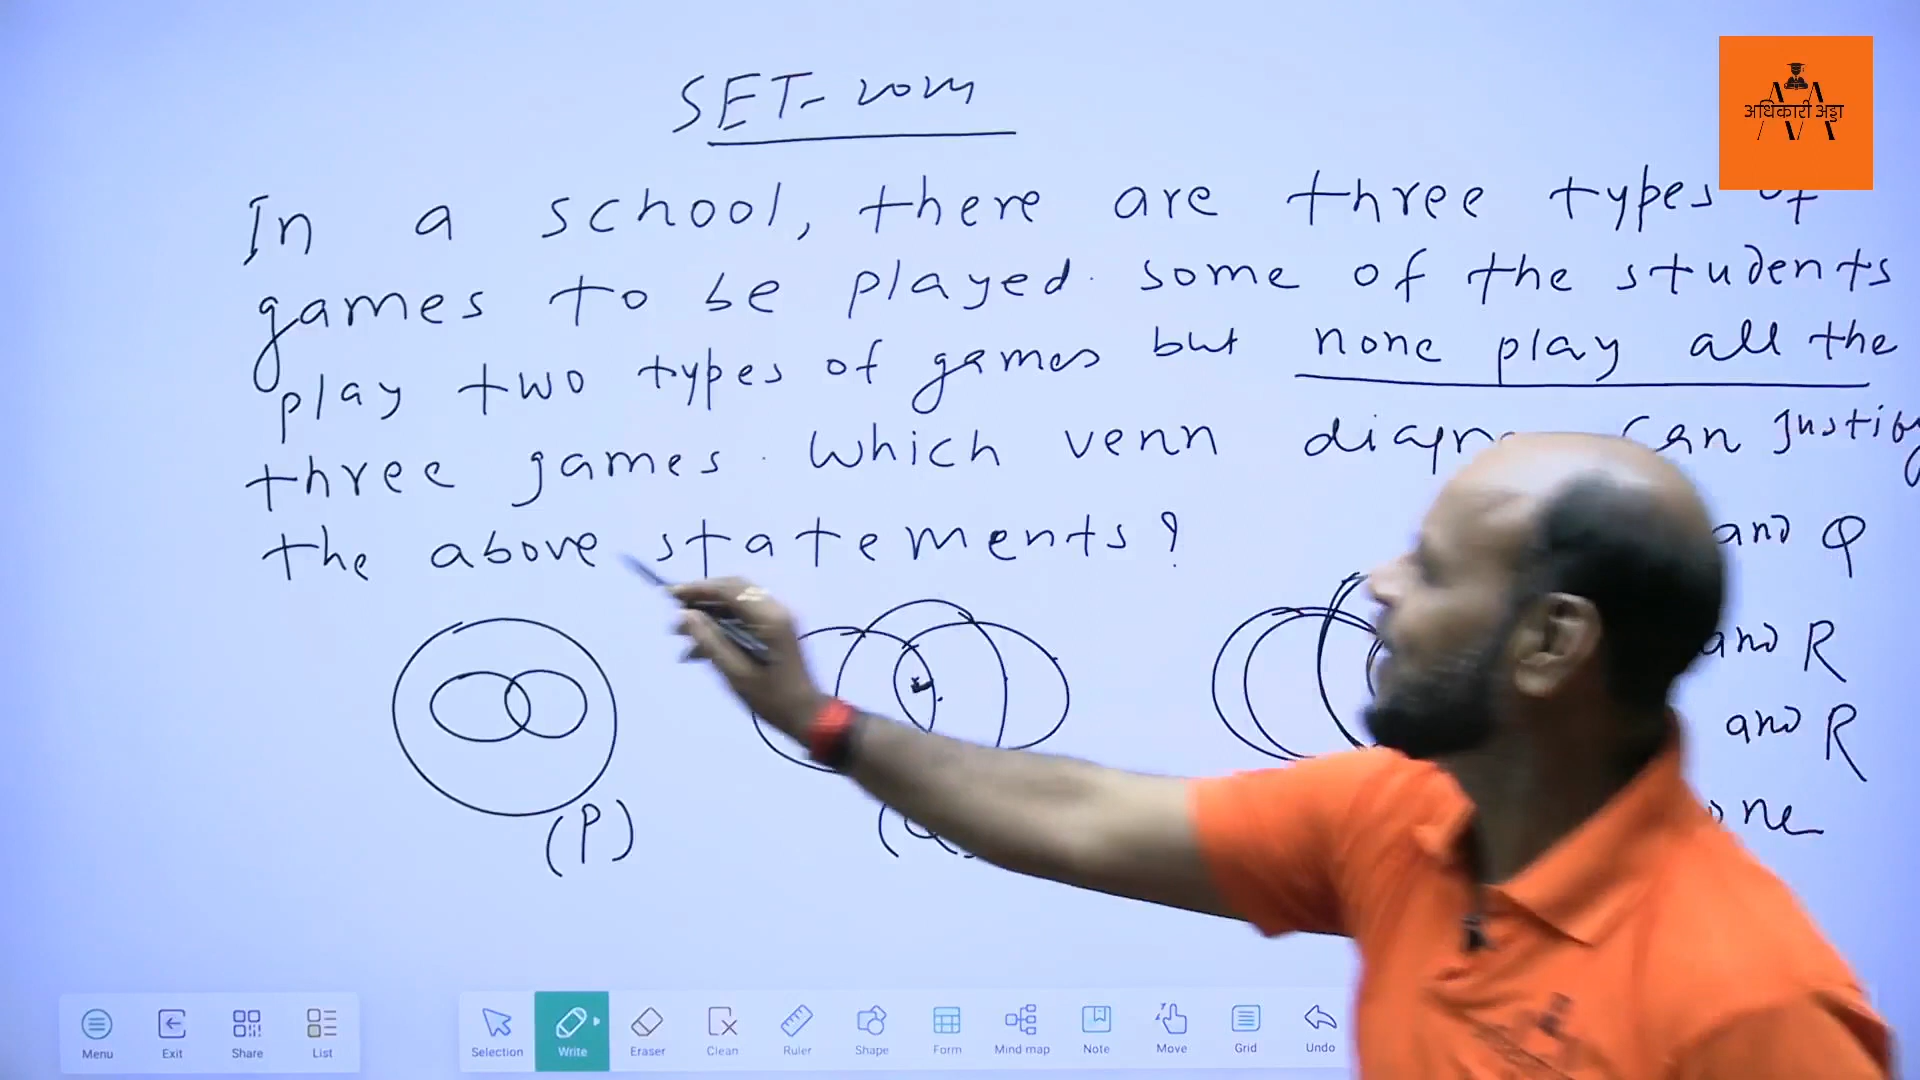 SET-
अधिकारी अड्डा
In a school, there are three types of
games to be played. some of the students
play two types of games but none play all the
three games. Which venn can Justify
the above statements?
and Q
and R
and R
(P)
Menu Exit Share List Selection Write Eraser Clean Ruler Shape Form Mind map Note Move Grid Undo